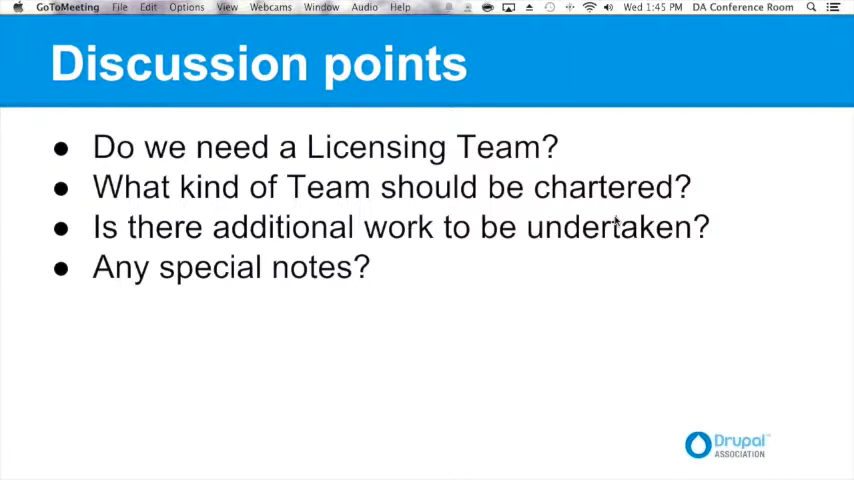 GoToMeeting File Edit Options View Webcams Window Audio Help Wed 1:45 PM DA Conference Room
Discussion points
● Do we need a Licensing Team?
● What kind of Team should be chartered?
● Is there additional work to be undertaken?
● Any special notes?
Drupal™
ASSOCIATION